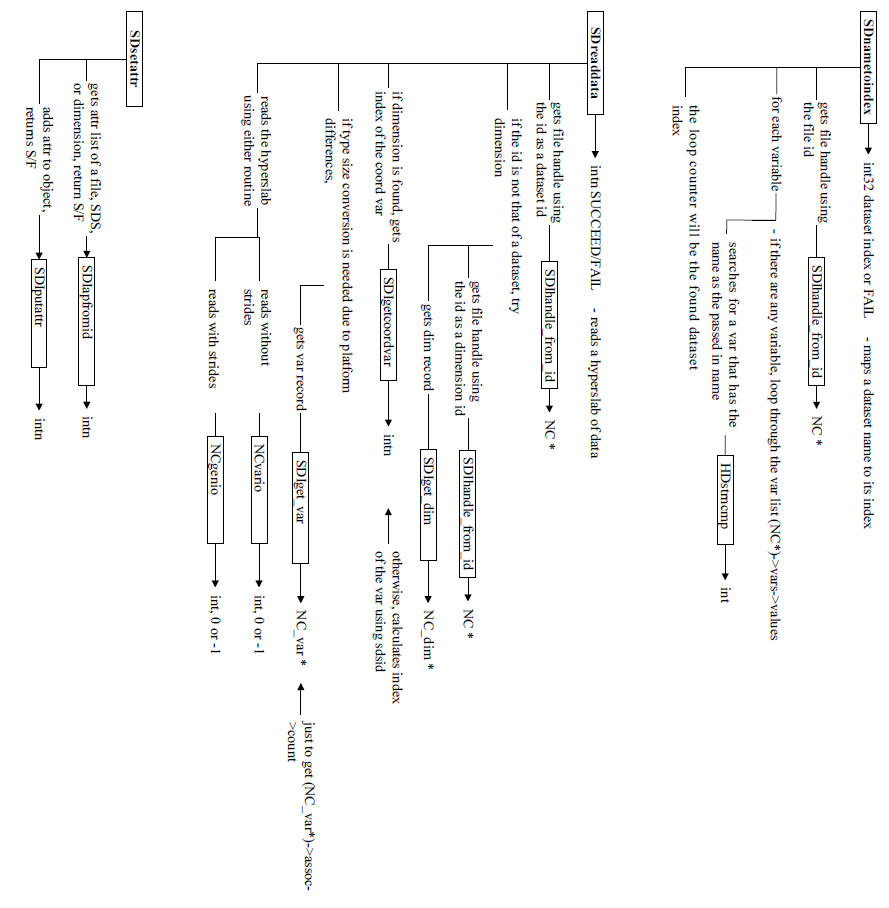 SDnametoindex
int32 dataset index or FAIL - maps a dataset name to its index
gets file handle using
the file id
SDIhandle_from_id
NC *
for each variable
- if there are any variable, loop through the var list (NC*)->vars->values
searches for a var that has the
name as the passed in name
HDstrncmp
int
the loop counter will be the found dataset
index
SDreaddata
intn SUCCEED/FAIL - reads a hyperslab of data
gets file handle using
the id as a dataset id
SDIhandle_from_id
NC *
if the id is not that of a dataset, try
dimension
gets file handle using
the id as a dimension id
SDIhandle_from_id
NC *
gets dim record
SDIget_dim
NC_dim *
if dimension is found, gets
index of the coord var
SDIgetcoordvar
intn
otherwise, calculates index
of the var using sdsid
if type size conversion is needed due to platform
differences,
gets var record
SDIget_var
NC_var *
just to get (NC_var*)->assoc-
>count
reads the hyperslab
using either routine
reads without
strides
NCvario
int, 0 or -1
reads with strides
NCgenio
int, 0 or -1
SDsetattr
gets attr list of a file, SDS,
or dimension, return S/F
SDIapfromid
intn
adds attr to object,
returns S/F
SDIputattr
intn